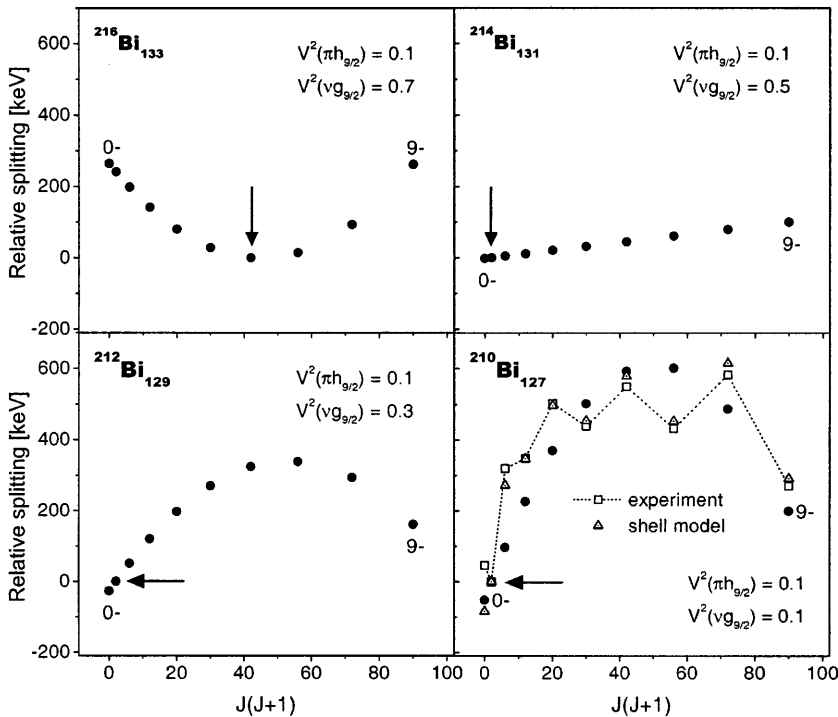 600
400
200
0
-200
Relative splitting [keV]
²¹⁶Bi₁₃₃
V²(πh₉/₂) = 0.1
V²(νg₉/₂) = 0.7
0-
9-
²¹⁴Bi₁₃₁
V²(πh₉/₂) = 0.1
V²(νg₉/₂) = 0.5
0-
9-
600
400
200
0
-200
Relative splitting [keV]
²¹²Bi₁₂₉
V²(πh₉/₂) = 0.1
V²(νg₉/₂) = 0.3
0-
9-
0 20 40 60 80 100
J(J+1)
²¹⁰Bi₁₂₇
experiment
shell model
9-
0-
V²(πh₉/₂) = 0.1
V²(νg₉/₂) = 0.1
0 20 40 60 80 100
J(J+1)